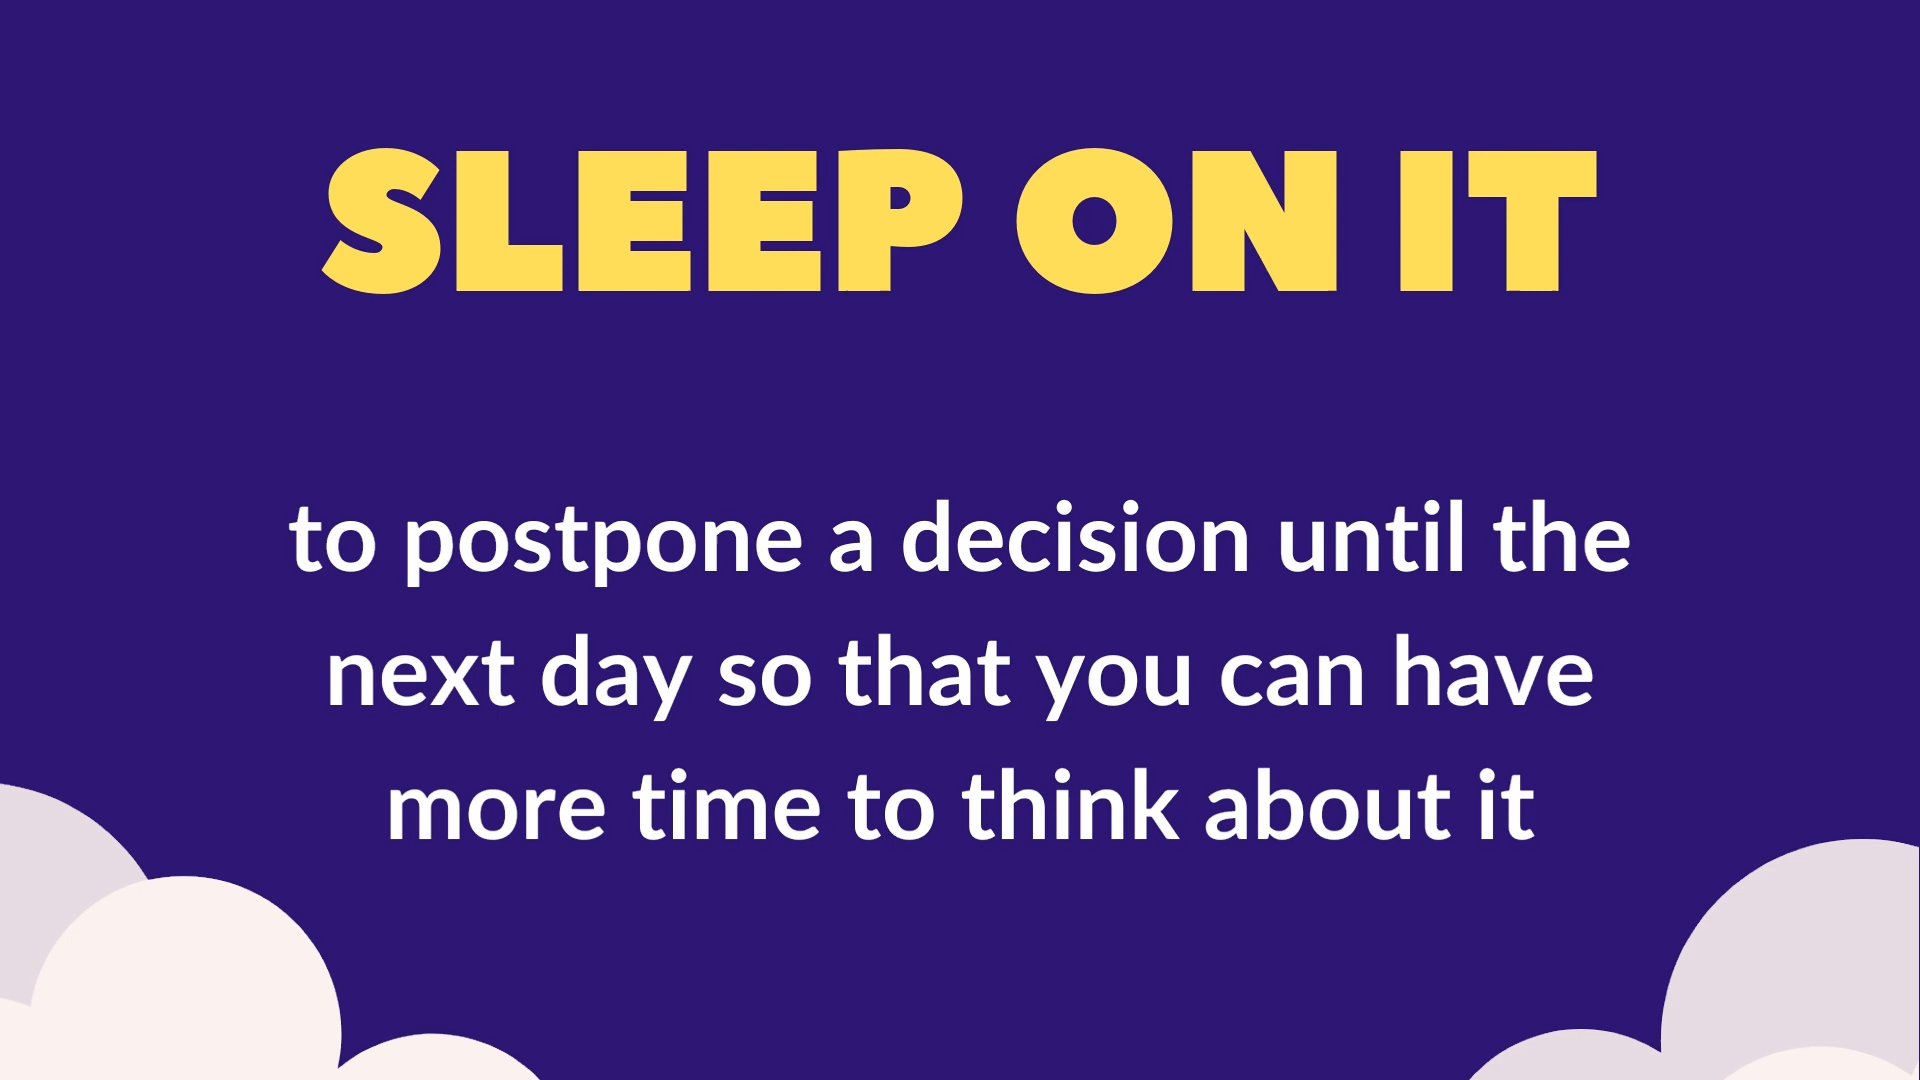 SLEEP ON IT
to postpone a decision until the
next day so that you can have
more time to think about it